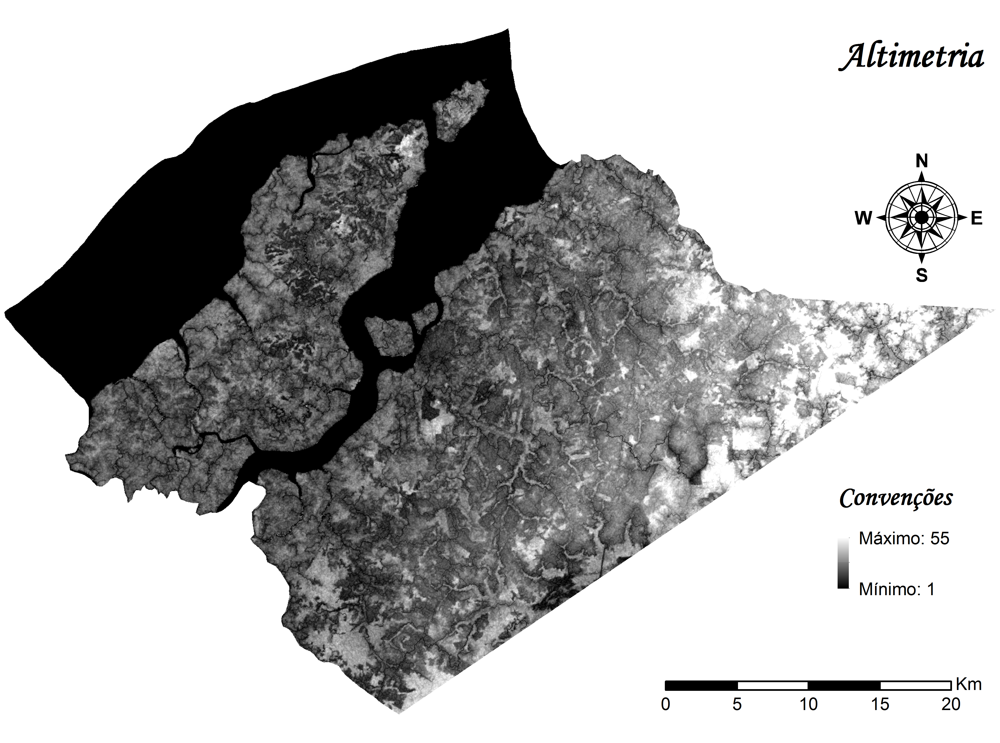 Altimetria
N
W E
S
Convenções
Máximo: 55
Mínimo: 1
Km
0 5 10 15 20